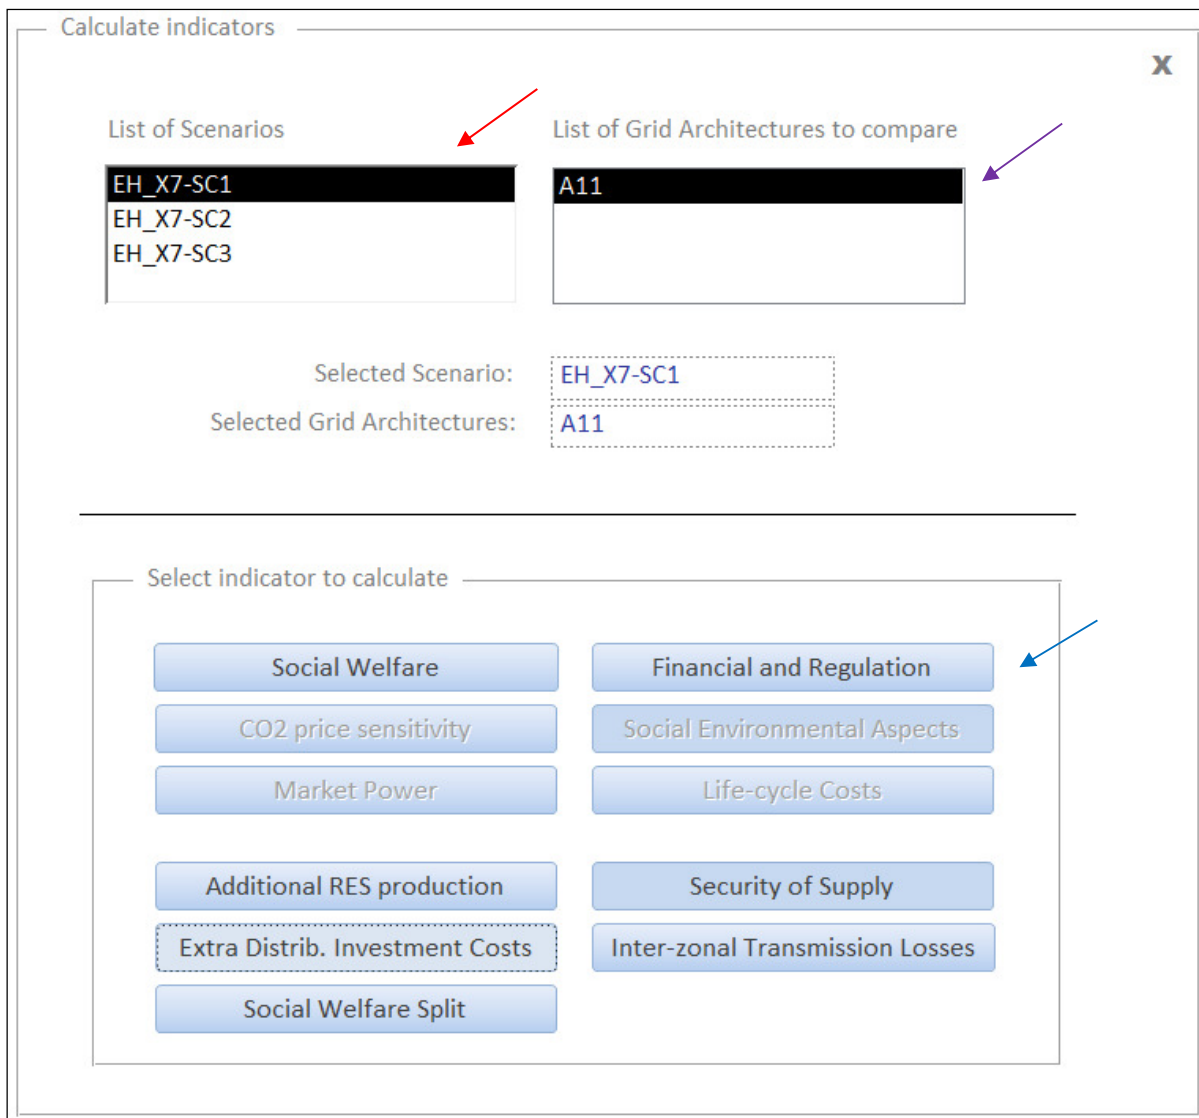 Calculate indicators
X
List of Scenarios
List of Grid Architectures to compare
EH_X7-SC1
EH_X7-SC2
EH_X7-SC3
A11
Selected Scenario: EH_X7-SC1
Selected Grid Architectures: A11
Select indicator to calculate
Social Welfare
Financial and Regulation
CO2 price sensitivity
Social Environmental Aspects
Market Power
Life-cycle Costs
Additional RES production
Security of Supply
Extra Distrib. Investment Costs
Inter-zonal Transmission Losses
Social Welfare Split